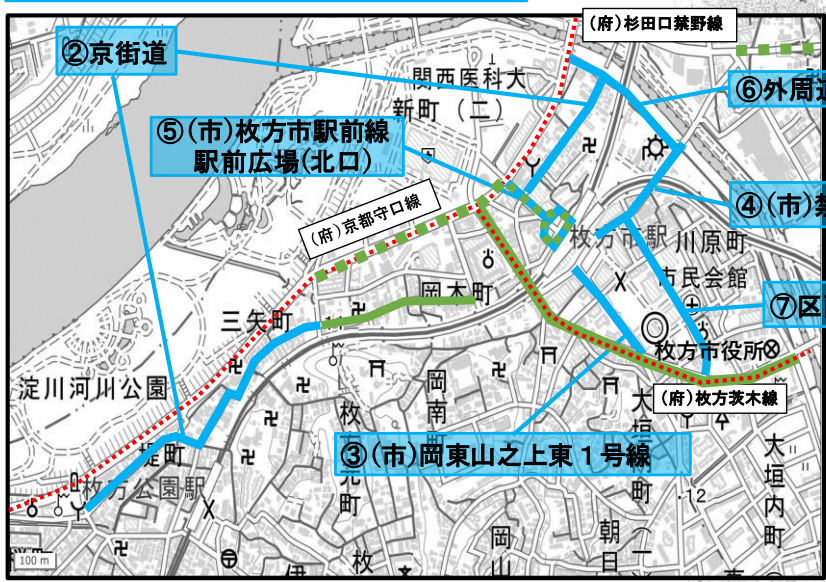 (府)杉田口禁野線
②京街道
関西医科大
新町(二)
⑥外周道
⑤(市)枚方市駅前線
駅前広場(北口)
(府)京都守口線
④(市)禁
枚方市駅
川原町
市民会館
岡本町
三矢町
⑦区
枚方市役所
淀川河川公園
(府)枚方茨木線
岡南町
枚方元町
大垣内町
③(市)岡東山之上東1号線
堤町
枚方公園駅
大垣内町
・12
岡山
朝日
枚
伊
100 m